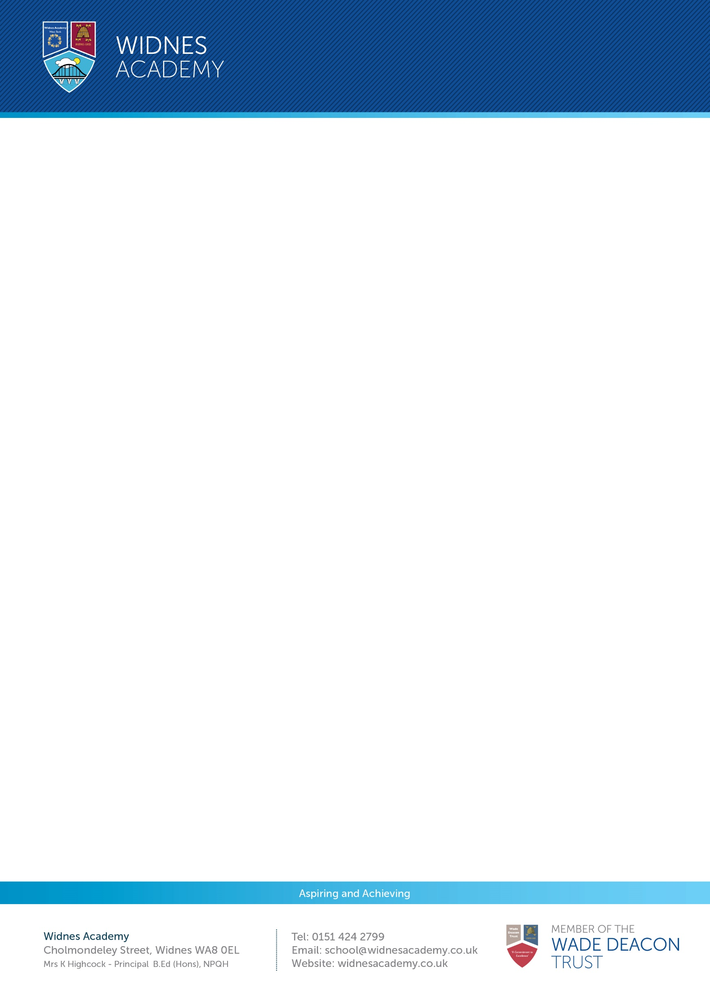 Widnes Academy
West Bank
WIDNES
ACADEMY
Aspiring and Achieving
Widnes Academy
Cholmondeley Street, Widnes WA8 0EL
Mrs K Highcock - Principal B.Ed (Hons), NPQH
Tel: 0151 424 2799
Email: school@widnesacademy.co.uk
Website: widnesacademy.co.uk
Wade
Deacon
Trust
'A Commitment to
Excellence'
MEMBER OF THE
WADE DEACON
TRUST